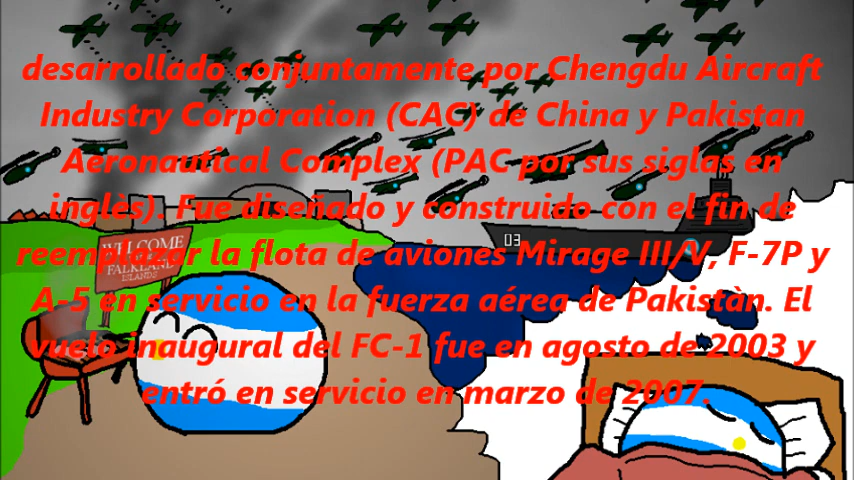 desarrollado conjuntamente por Chengdu Aircraft
Industry Corporation (CAC) de China y Pakistan
Aeronautical Complex (PAC por sus siglas en
inglès). Fue diseñado y construido con el fin de
reemplazar la flota de aviones Mirage III/V, F-7P y
A-5 en servicio en la fuerza aérea de Pakistàn. El
vuelo inaugural del FC-1 fue en agosto de 2003 y
entró en servicio en marzo de 2007.
WELCOME
FALKLAND
ISLANDS
03